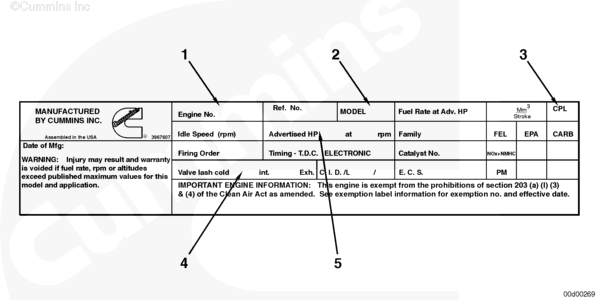 ©Cummins Inc
1 2 3
MANUFACTURED
BY CUMMINS INC.
Cummins
® 3967607
Assembled in the USA
Engine No. Ref. No. MODEL Fuel Rate at Adv. HP Mm3 CPL
Stroke
Idle Speed (rpm) Advertised HP at rpm Family FEL EPA CARB
Date of Mfg:
Firing Order Timing - T.D.C. ELECTRONIC Catalyst No. NOx+NMHC
WARNING: Injury may result and warranty
is voided if fuel rate, rpm or altitudes
exceed published maximum values for this
model and application.
Valve lash cold int. Exh. C. I. D. /L / E. C. S. PM
IMPORTANT ENGINE INFORMATION: This engine is exempt from the prohibitions of section 203 (a) (l) (3)
& (4) of the Clean Air Act as amended. See exemption label information for exemption no. and effective date.
4 5
Cummins
00d00269